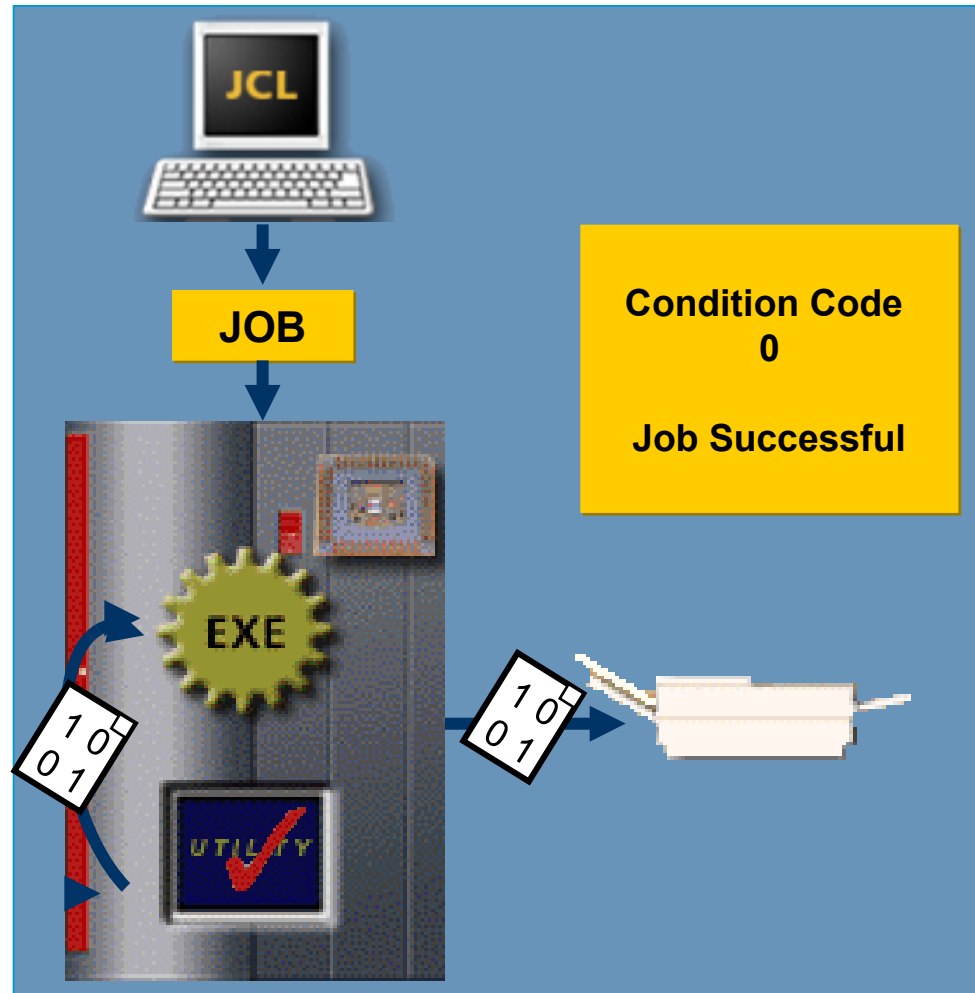 JCL
JOB
Condition Code
0
Job Successful
EXE
1 0
0 1
1 0
0 1
UTILITY